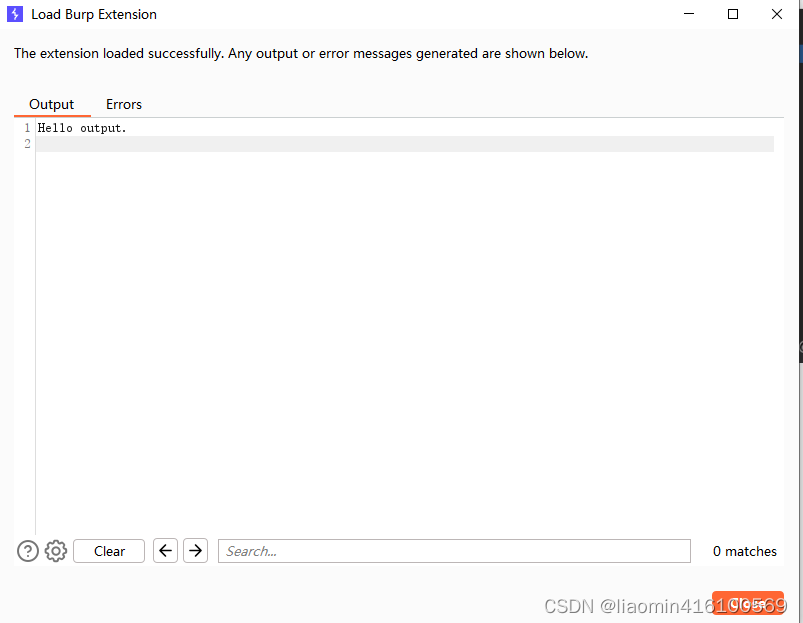 Load Burp Extension
The extension loaded successfully. Any output or error messages generated are shown below.
Output Errors
1 Hello output.
2
? Clear Search... 0 matches
Close
CSDN @liaomin416100569